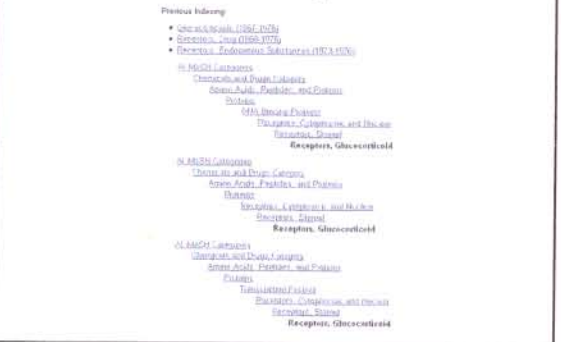 Previous Indexing:
Glucocorticoids (1967-1976)
Receptors, Drug (1968-1976)
Receptors, Endogenous Substances (1973-1976)
All MeSH Categories
Chemicals and Drugs Category
Amino Acids, Peptides, and Proteins
Proteins
DNA-Binding Proteins
Receptors, Cytoplasmic and Nuclear
Receptors, Steroid
Receptors, Glucocorticoid
All MeSH Categories
Chemicals and Drugs Category
Amino Acids, Peptides, and Proteins
Proteins
Receptors, Cytoplasmic and Nuclear
Receptors, Steroid
Receptors, Glucocorticoid
All MeSH Categories
Chemicals and Drugs Category
Amino Acids, Peptides, and Proteins
Proteins
Transcription Factors
Receptors, Cytoplasmic and Nuclear
Receptors, Steroid
Receptors, Glucocorticoid